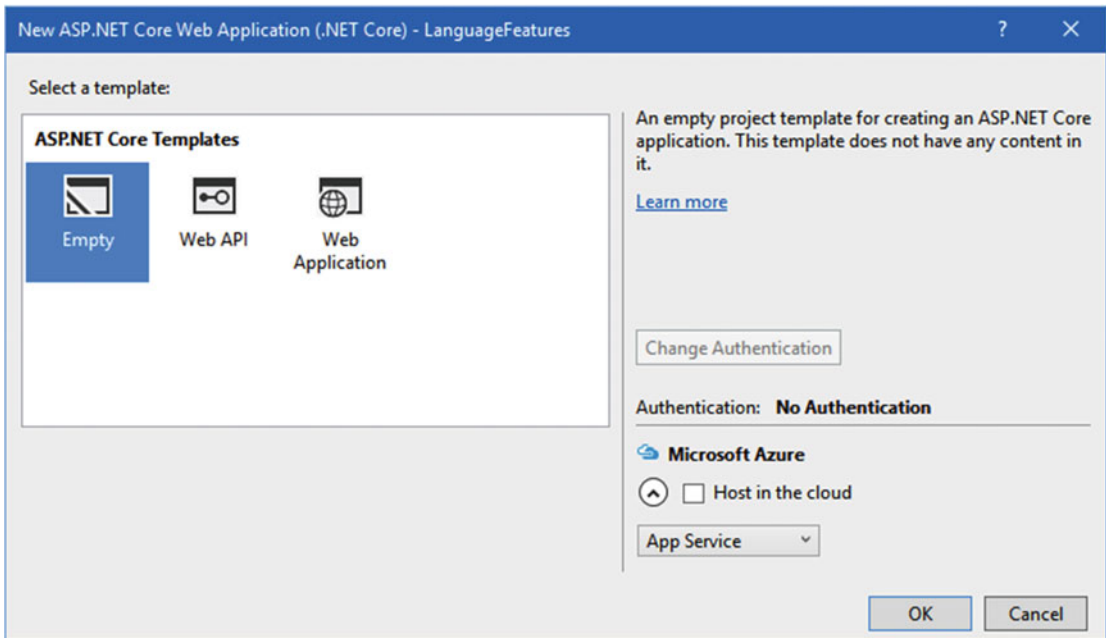 New ASP.NET Core Web Application (.NET Core) - LanguageFeatures
Select a template:
ASP.NET Core Templates
Empty
Web API
Web
Application
An empty project template for creating an ASP.NET Core
application. This template does not have any content in
it.
Learn more
Change Authentication
Authentication: No Authentication
Microsoft Azure
Host in the cloud
App Service
OK
Cancel